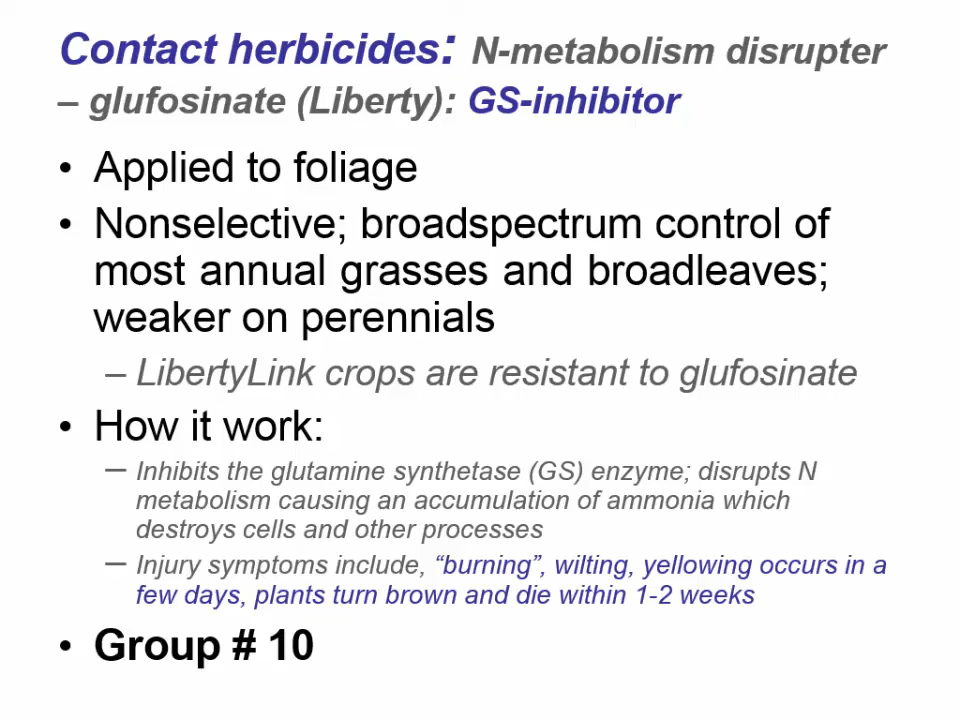 Contact herbicides: N-metabolism disrupter
– glufosinate (Liberty): GS-inhibitor
• Applied to foliage
• Nonselective; broadspectrum control of
most annual grasses and broadleaves;
weaker on perennials
– LibertyLink crops are resistant to glufosinate
• How it work:
– Inhibits the glutamine synthetase (GS) enzyme; disrupts N
metabolism causing an accumulation of ammonia which
destroys cells and other processes
– Injury symptoms include, “burning”, wilting, yellowing occurs in a
few days, plants turn brown and die within 1-2 weeks
• Group # 10